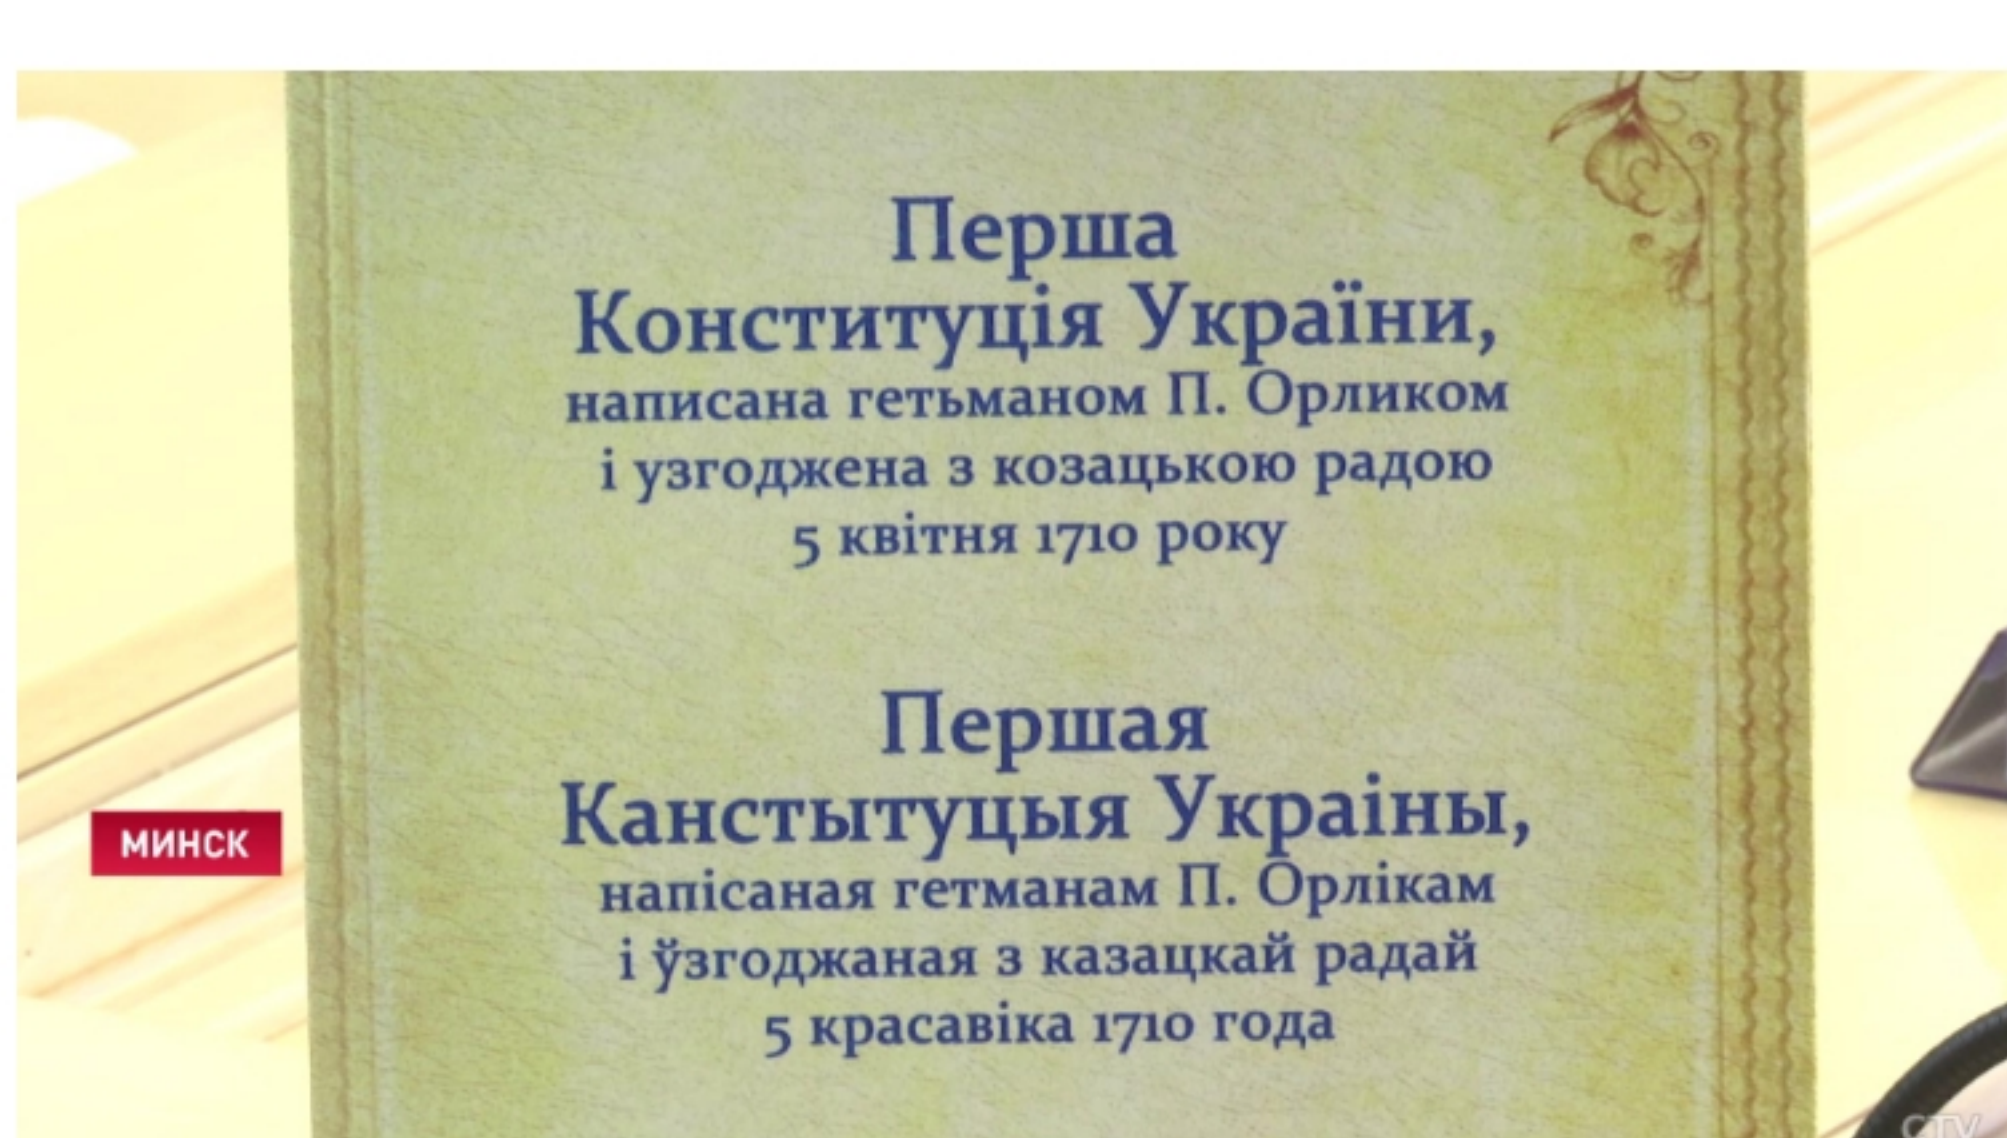 Перша
Конституція України,
написана гетьманом П. Орликом
і узгоджена з козацькою радою
5 квітня 1710 року
Першая
Канстытуцыя Украіны,
напісаная гетманам П. Орлікам
і ўзгоджаная з казацкай радай
5 красавіка 1710 года
МИНСК
CTV